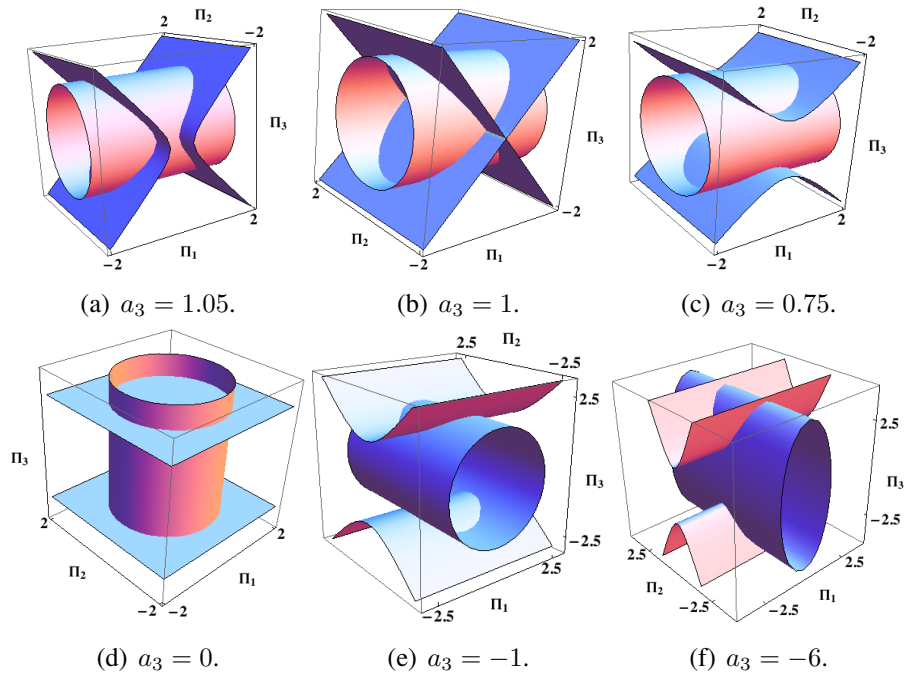 2 Π₂ −2
Π₃
−2 Π₁ 2
(a) a₃ = 1.05.
2
Π₃
2 Π₂ −2 Π₁ −2
(b) a₃ = 1.
2 Π₂ −2
Π₃
−2 Π₁ 2
(c) a₃ = 0.75.
Π₃
2 Π₂ −2 −2 Π₁ 2
(d) a₃ = 0.
2.5 Π₂ −2.5
2.5
Π₃
−2.5
−2.5 Π₁ 2.5
(e) a₃ = −1.
2.5
Π₃
−2.5
2.5 Π₂ −2.5 −2.5 Π₁ 2.5
(f) a₃ = −6.